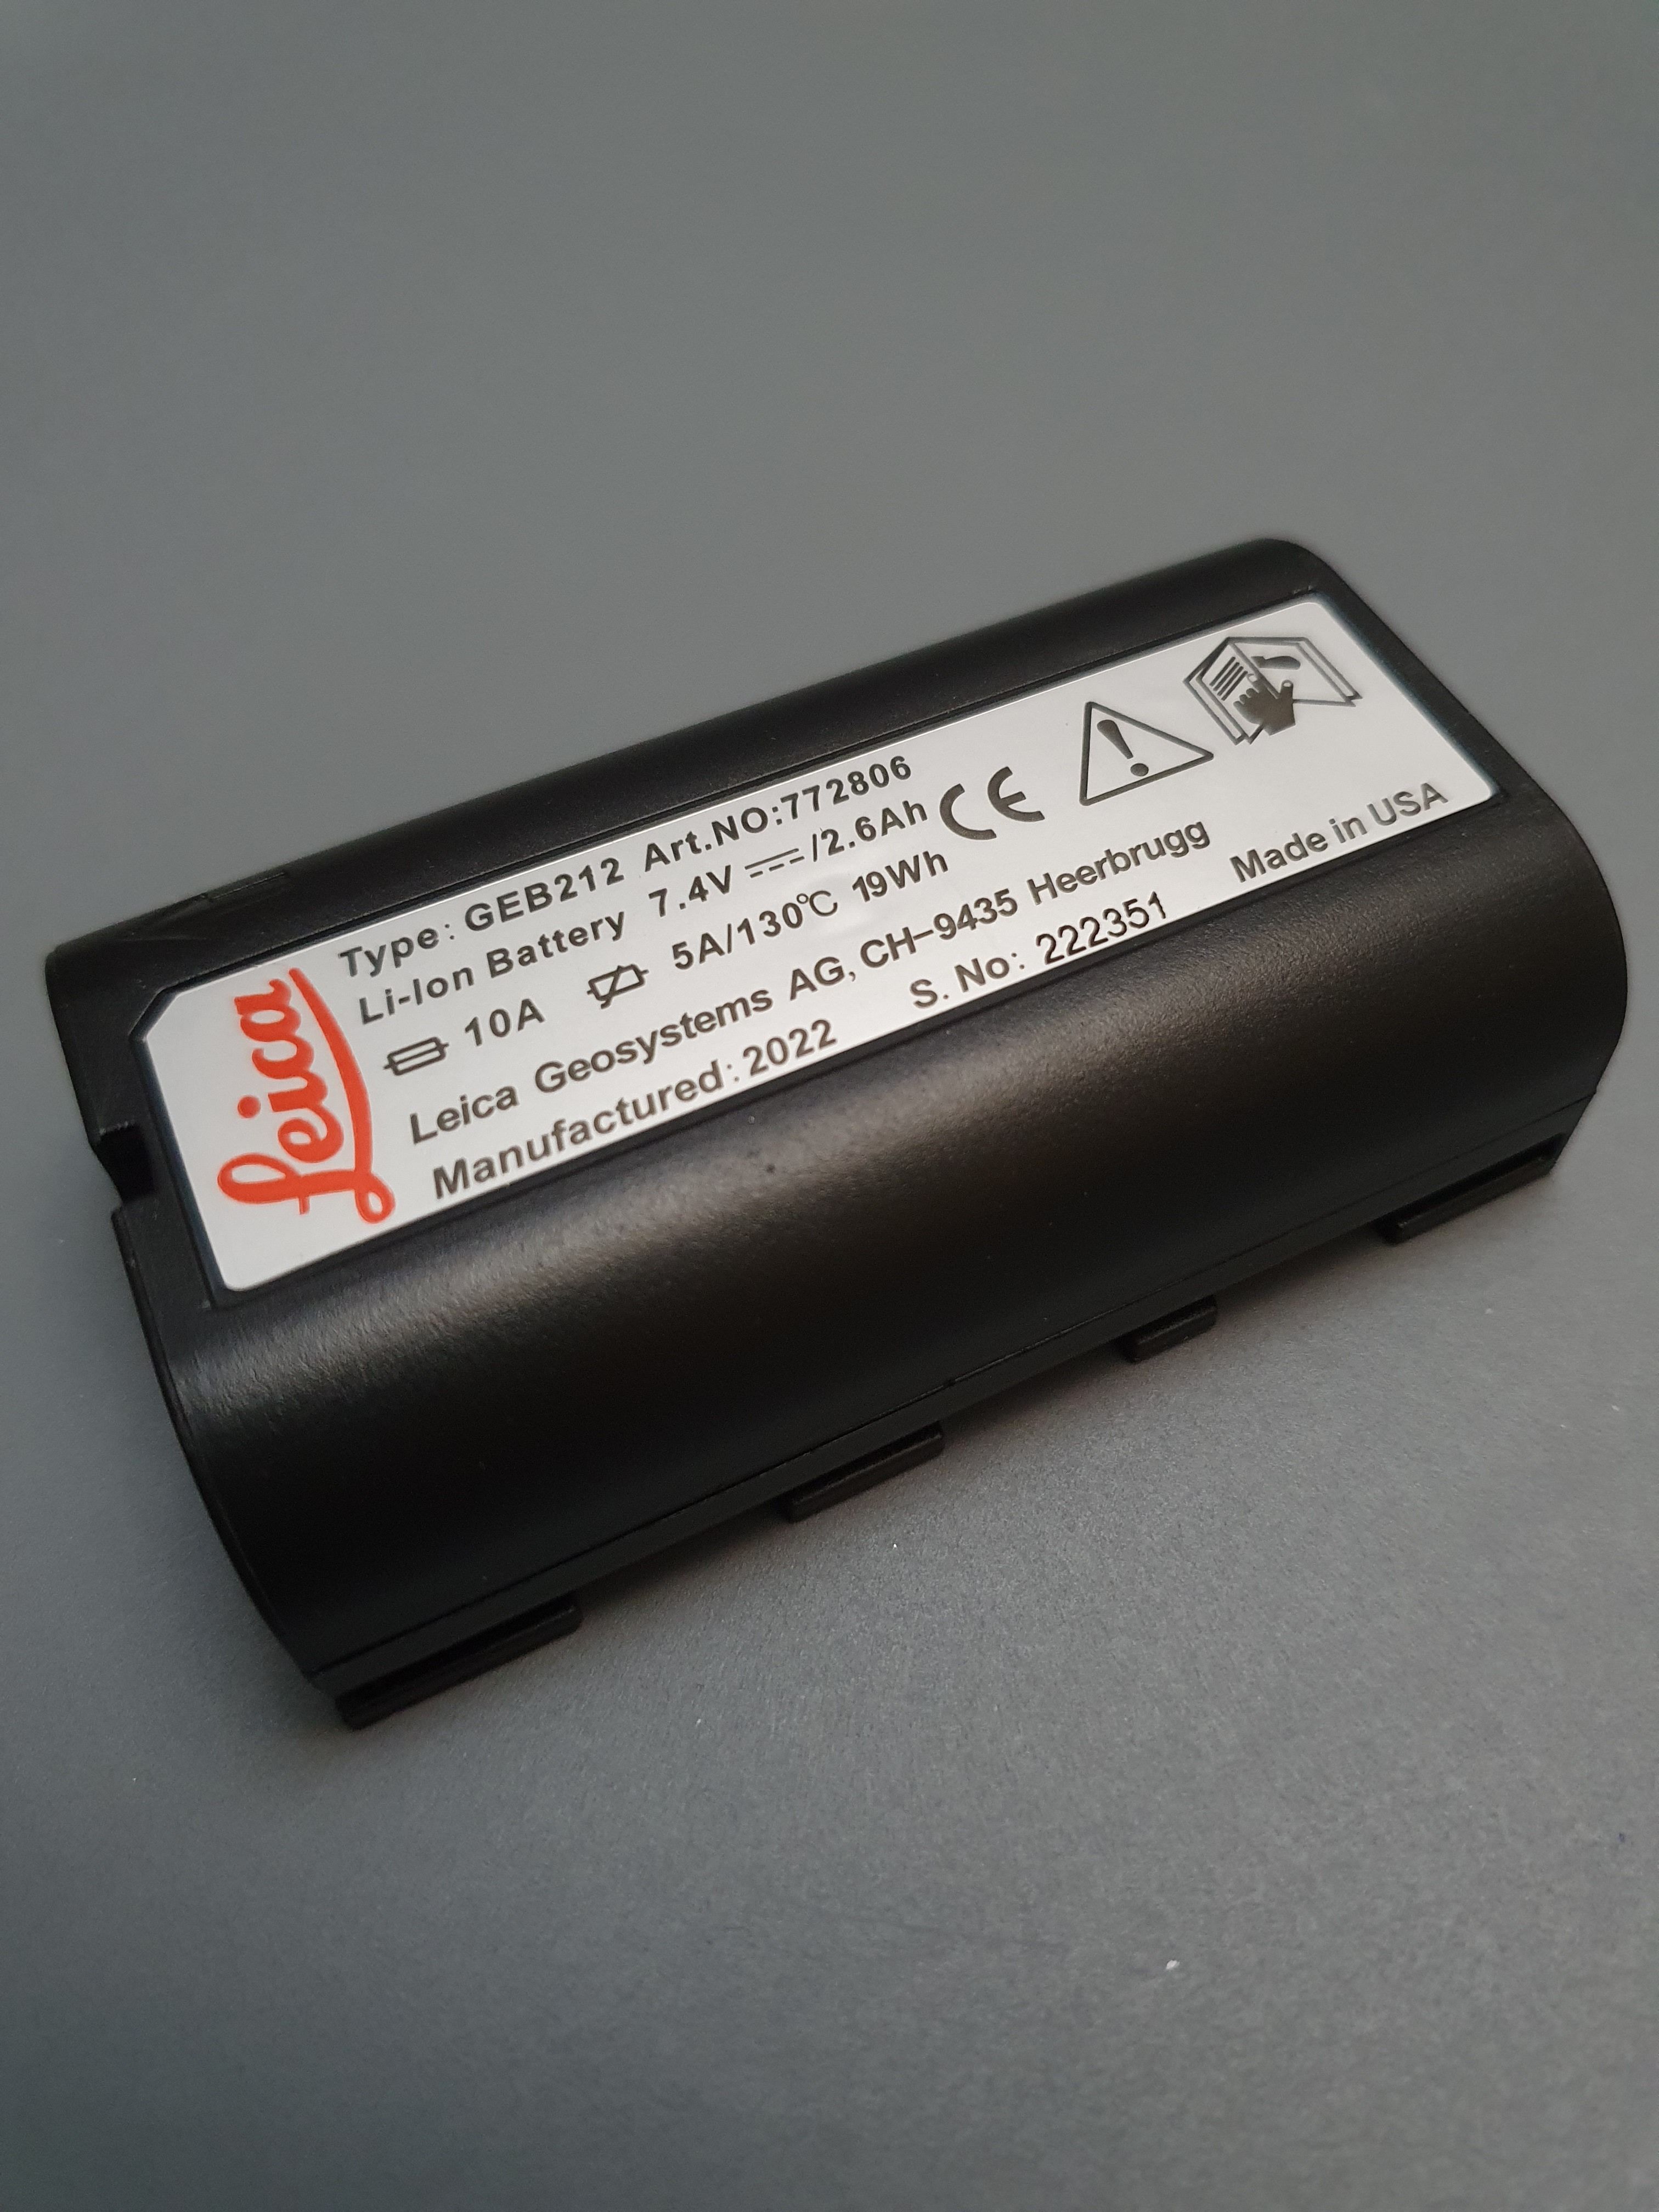 Leica
Type: GEB212 Art.NO:772806
Li-Ion Battery 7.4V /2.6Ah
10A 5A/130℃ 19Wh
CE
Leica Geosystems AG, CH-9435 Heerbrugg
Manufactured: 2022 S. No: 222351 Made in USA